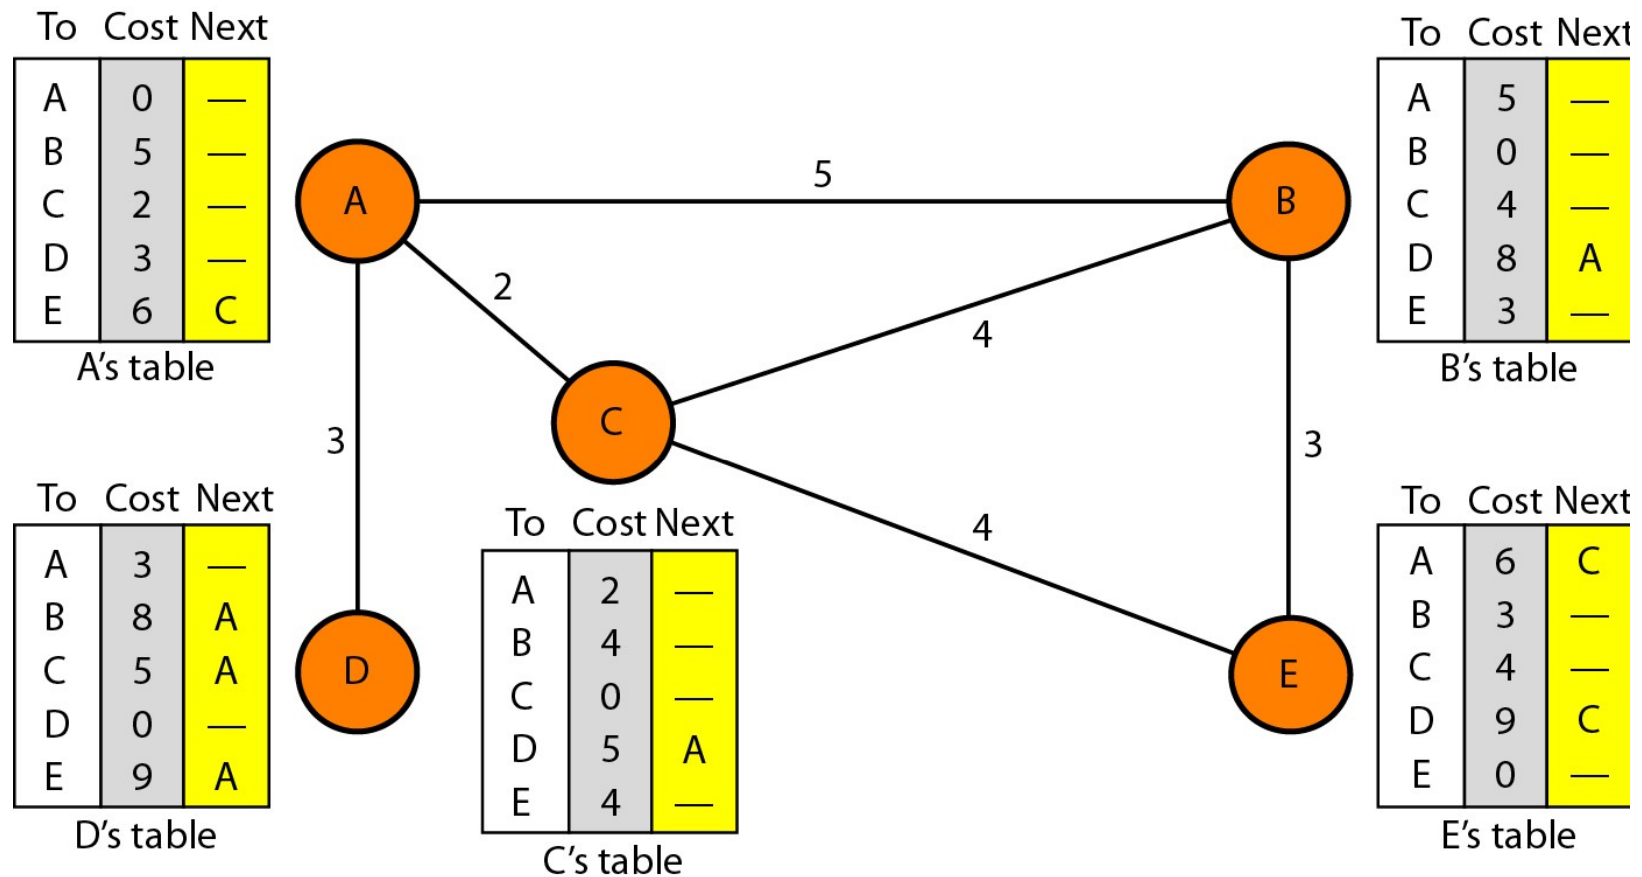 To Cost Next
A 0 —
B 5 —
C 2 —
D 3 —
E 6 C
A's table
To Cost Next
A 5 —
B 0 —
C 4 —
D 8 A
E 3 —
B's table
A
5
B
2
4
C
3
3
4
D
E
To Cost Next
A 3 —
B 8 A
C 5 A
D 0 —
E 9 A
D's table
To Cost Next
A 2 —
B 4 —
C 0 —
D 5 A
E 4 —
C's table
To Cost Next
A 6 C
B 3 —
C 4 —
D 9 C
E 0 —
E's table